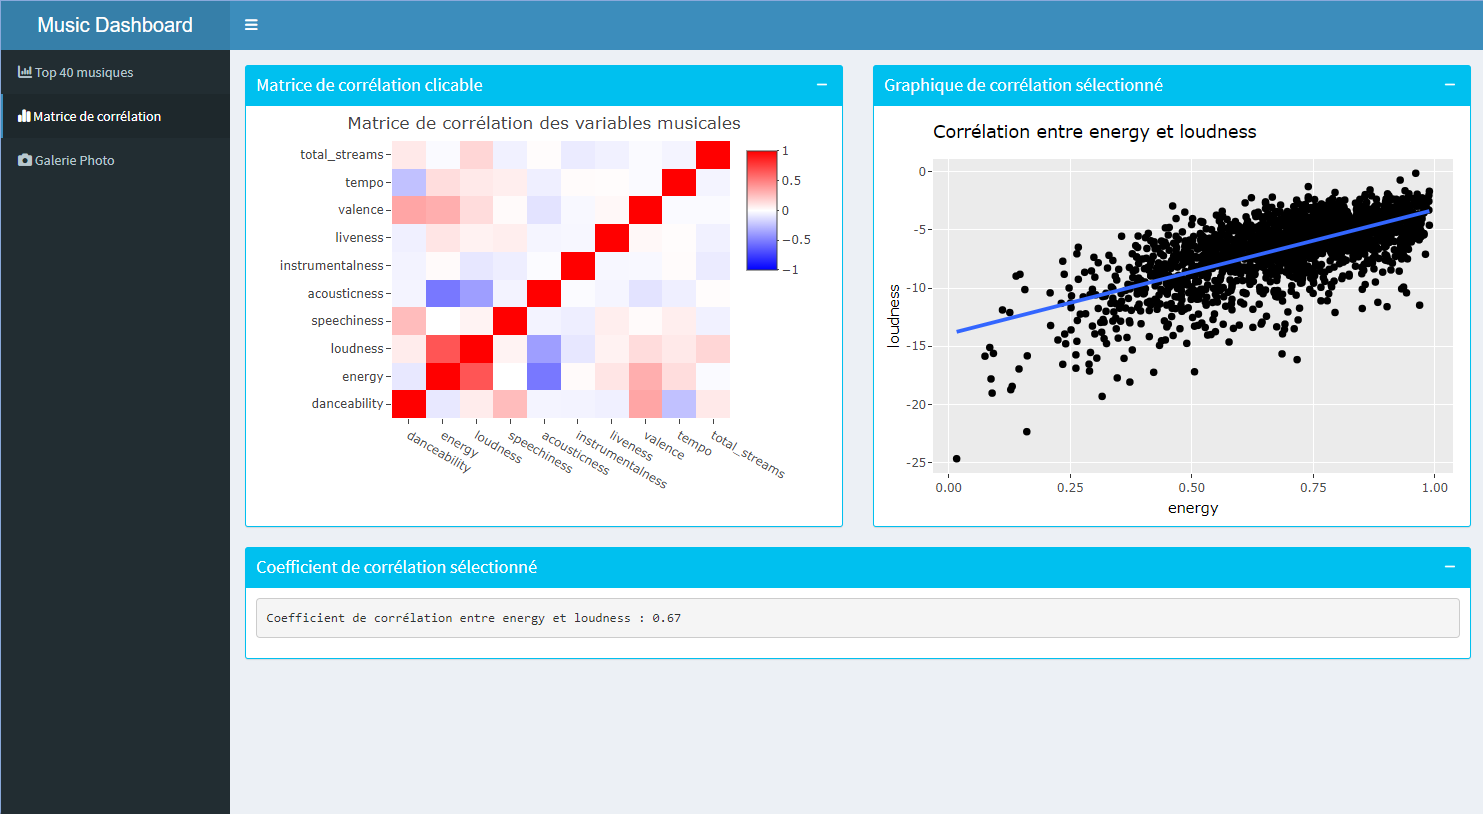 Music Dashboard
Top 40 musiques
Matrice de corrélation
Galerie Photo
Matrice de corrélation clicable
Matrice de corrélation des variables musicales
total_streams
tempo
valence
liveness
instrumentalness
acousticness
speechiness
loudness
energy
danceability
danceability
energy
loudness
speechiness
acousticness
instrumentalness
liveness
valence
tempo
total_streams
1
0.5
0
−0.5
−1
Graphique de corrélation sélectionné
Corrélation entre energy et loudness
loudness
0
-5
-10
-15
-20
-25
0.00
0.25
0.50
0.75
1.00
energy
Coefficient de corrélation sélectionné
Coefficient de corrélation entre energy et loudness : 0.67